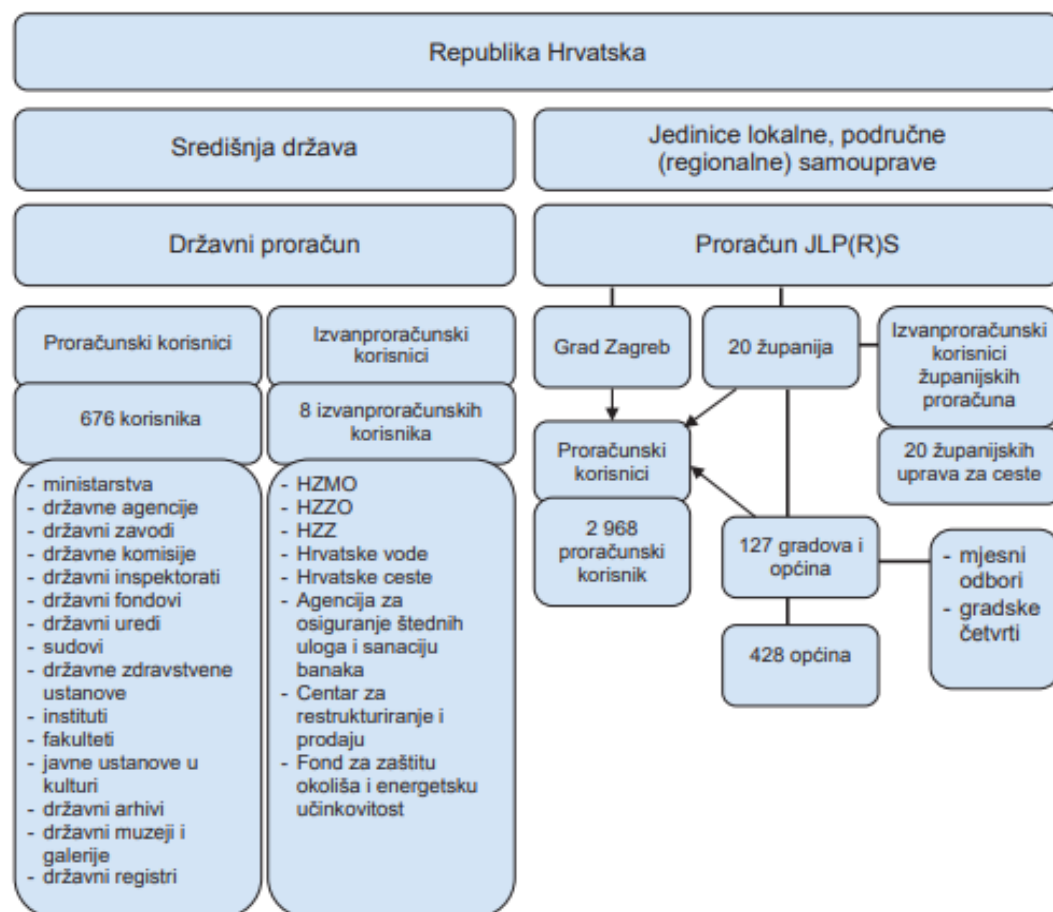 Republika Hrvatska
Središnja država
Jedinice lokalne, područne
(regionalne) samouprave
Državni proračun
Proračun JLP(R)S
Proračunski korisnici
Izvanproračunski
korisnici
Grad Zagreb
20 županija
Izvanproračunski
korisnici
županijskih
proračuna
676 korisnika
8 izvanproračunskih
korisnika
Proračunski
korisnici
20 županijskih
uprava za ceste
- ministarstva
- državne agencije
- državni zavodi
- državne komisije
- državni inspektorati
- državni fondovi
- državni uredi
- sudovi
- državne zdravstvene
ustanove
- instituti
- fakulteti
- javne ustanove u
kulturi
- državni arhivi
- državni muzeji i
galerije
- državni registri
- HZMO
- HZZO
- HZZ
- Hrvatske vode
- Hrvatske ceste
- Agencija za
osiguranje štednih
uloga i sanaciju
banaka
- Centar za
restrukturiranje i
prodaju
- Fond za zaštitu
okoliša i energetsku
učinkovitost
2 968
proračunski
korisnik
127 gradova i
općina
- mjesni
odbori
- gradske
četvrti
428 općina